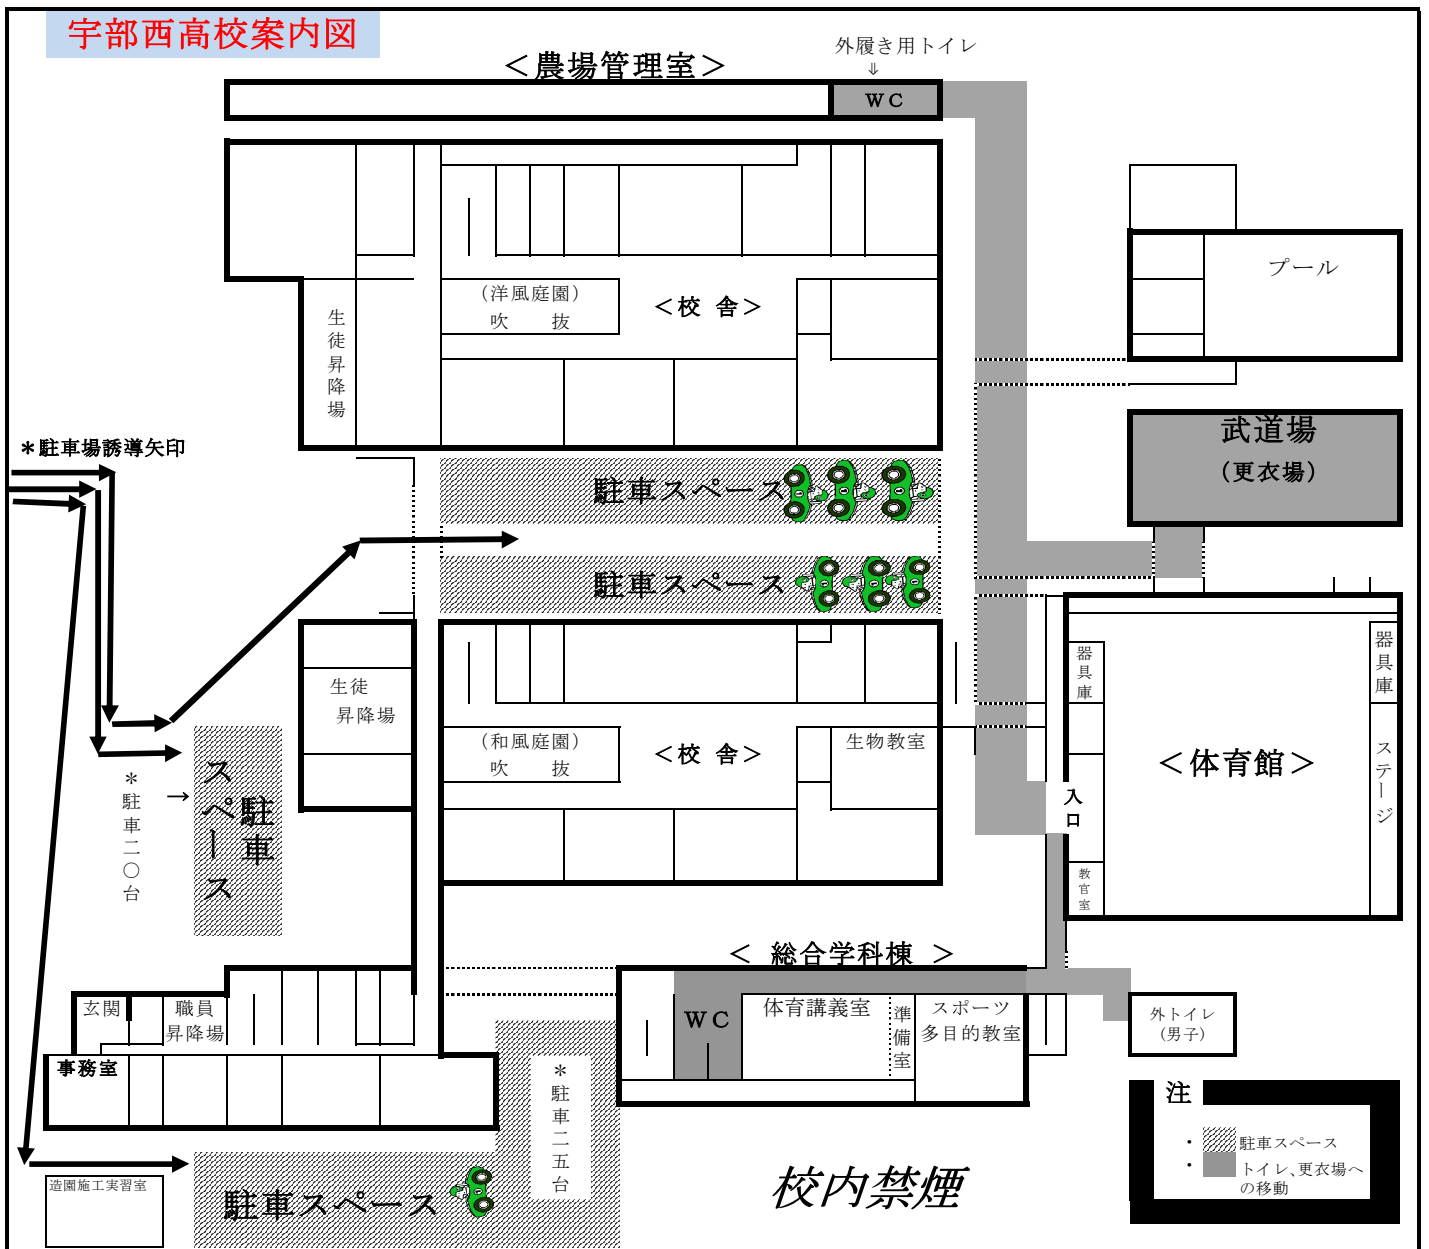 宇部西高校案内図
＜農場管理室＞
外履き用トイレ
⇓
ＷＣ
プール
（洋風庭園）
吹　抜
＜校 舎＞
生徒昇降場
武道場
（更衣場）
＊駐車場誘導矢印
駐車スペース
駐車スペース
生徒
昇降場
（和風庭園）
吹　抜
＜校 舎＞
生物教室
器具庫
器具庫
＜体育館＞
ステージ
入口
教官室
＊駐車二〇台
→
駐車
スペース
＜ 総合学科棟 ＞
玄関
職員
昇降場
事務室
ＷＣ
体育講義室
準備室
スポーツ
多目的教室
外トイレ
（男子）
＊駐車二五台
造園施工実習室
駐車スペース
校内禁煙
注
・ 駐車スペース
・ トイレ、更衣場へ
の移動